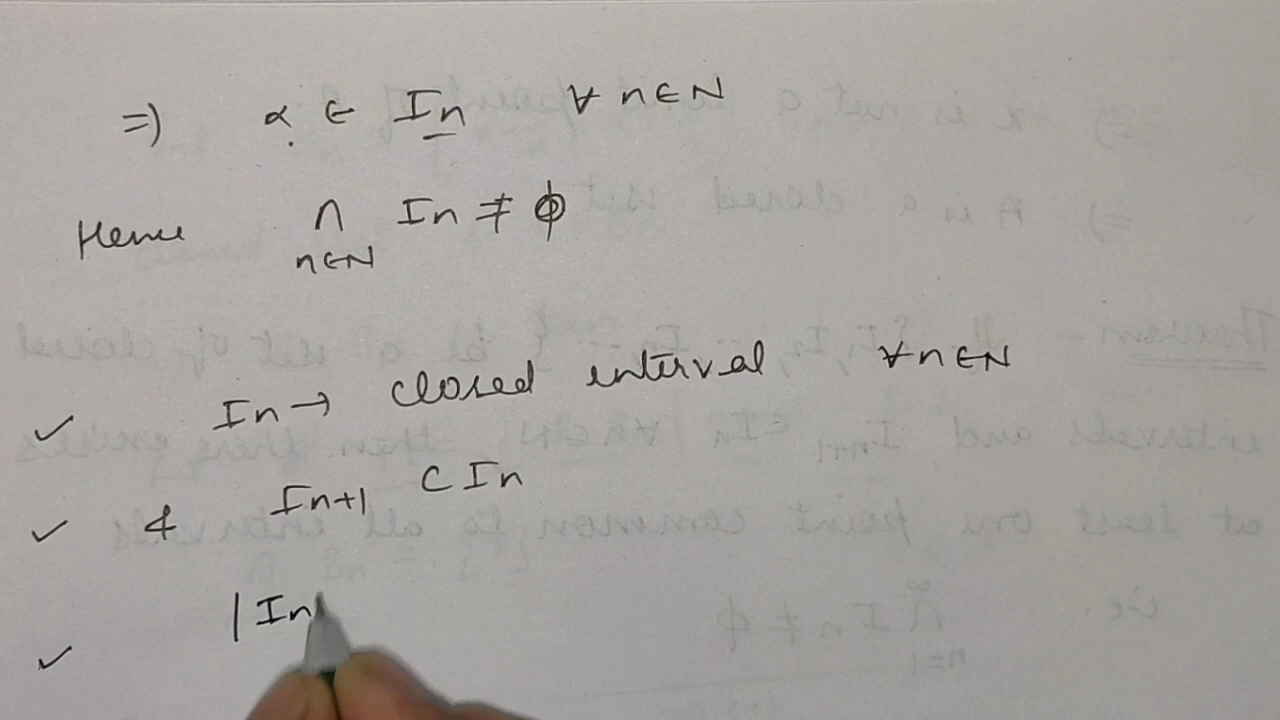 =) α ∈ In ∀ n∈N
Hence ∩ In ≠ ϕ
n∈N
✓ In → closed interval ∀n∈N
✓ & In+1 ⊂ In
✓ |In